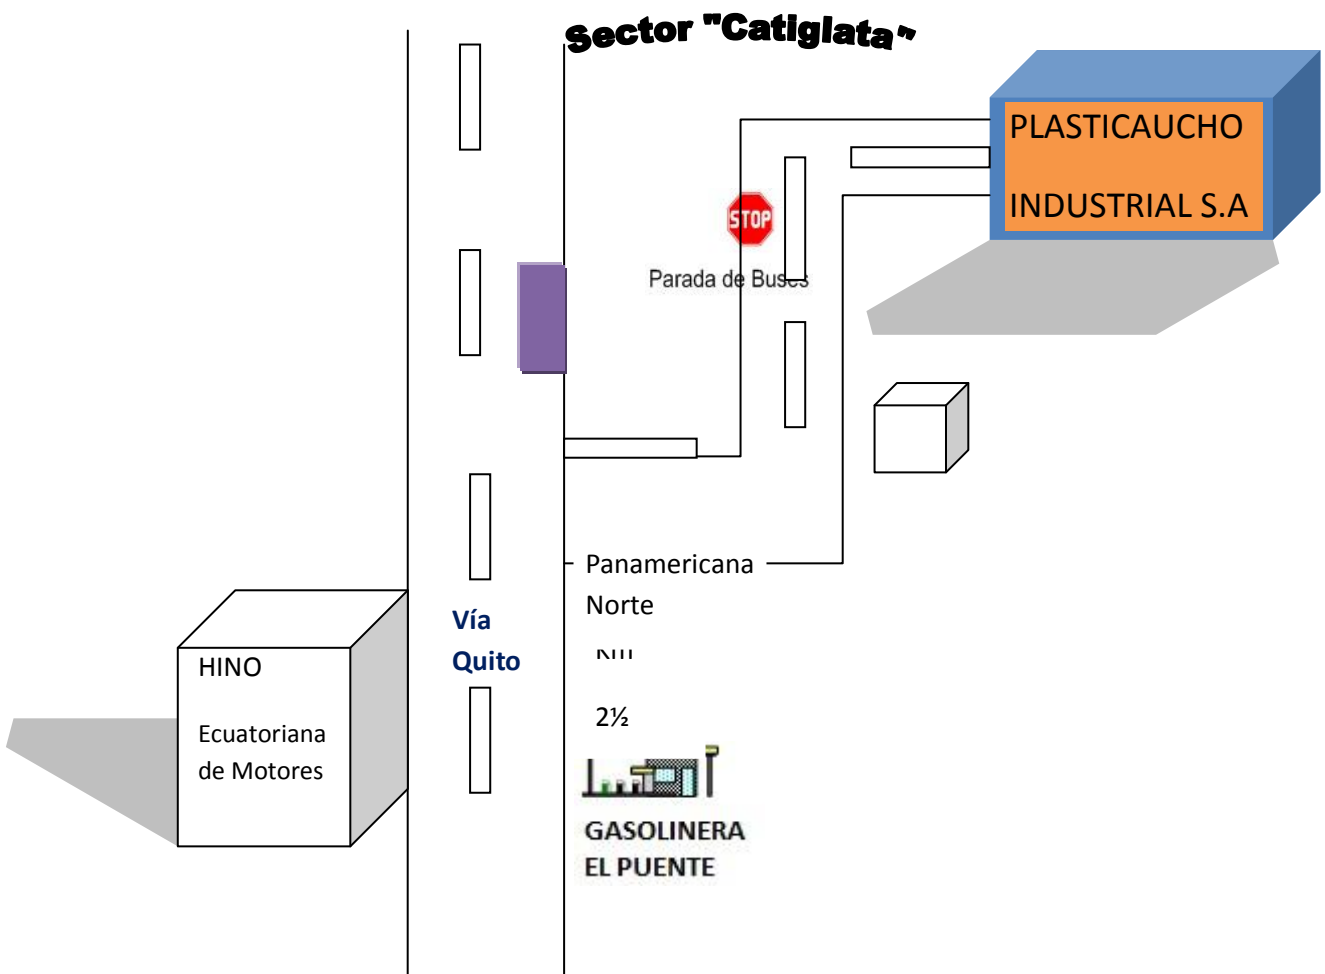 Sector "Catiglata"
PLASTICAUCHO
INDUSTRIAL S.A
STOP
Parada de Buses
Panamericana
Norte
2½
Vía
Quito
HINO
Ecuatoriana
de Motores
GASOLINERA
EL PUENTE